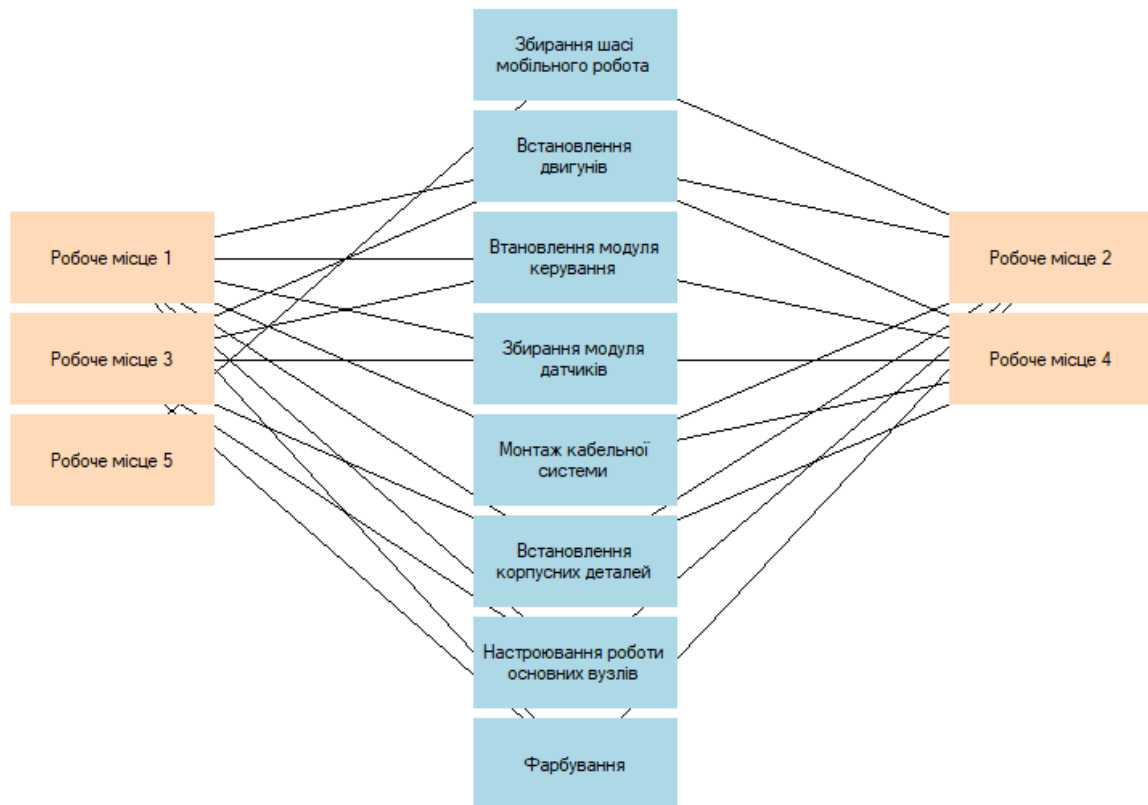 Збирання шасі
мобільного робота
Встановлення
двигунів
Робоче місце 1
Втановлення модуля
керування
Робоче місце 2
Робоче місце 3
Збирання модуля
датчиків
Робоче місце 4
Робоче місце 5
Монтаж кабельної
системи
Встановлення
корпусних деталей
Настроювання роботи
основних вузлів
Фарбування